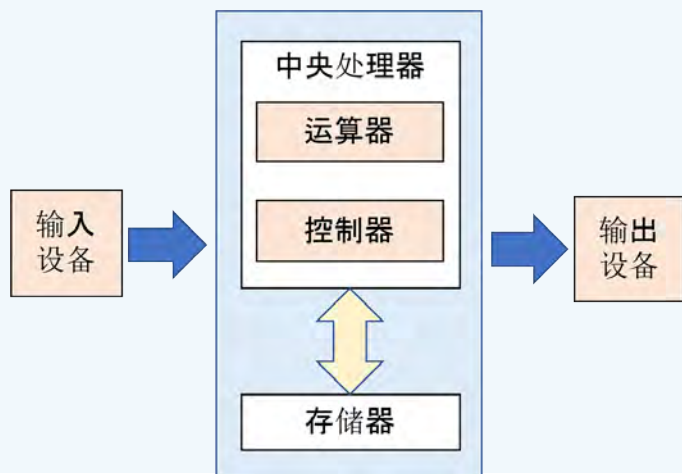 中央处理器
运算器
控制器
输入
设备
输出
设备
存储器